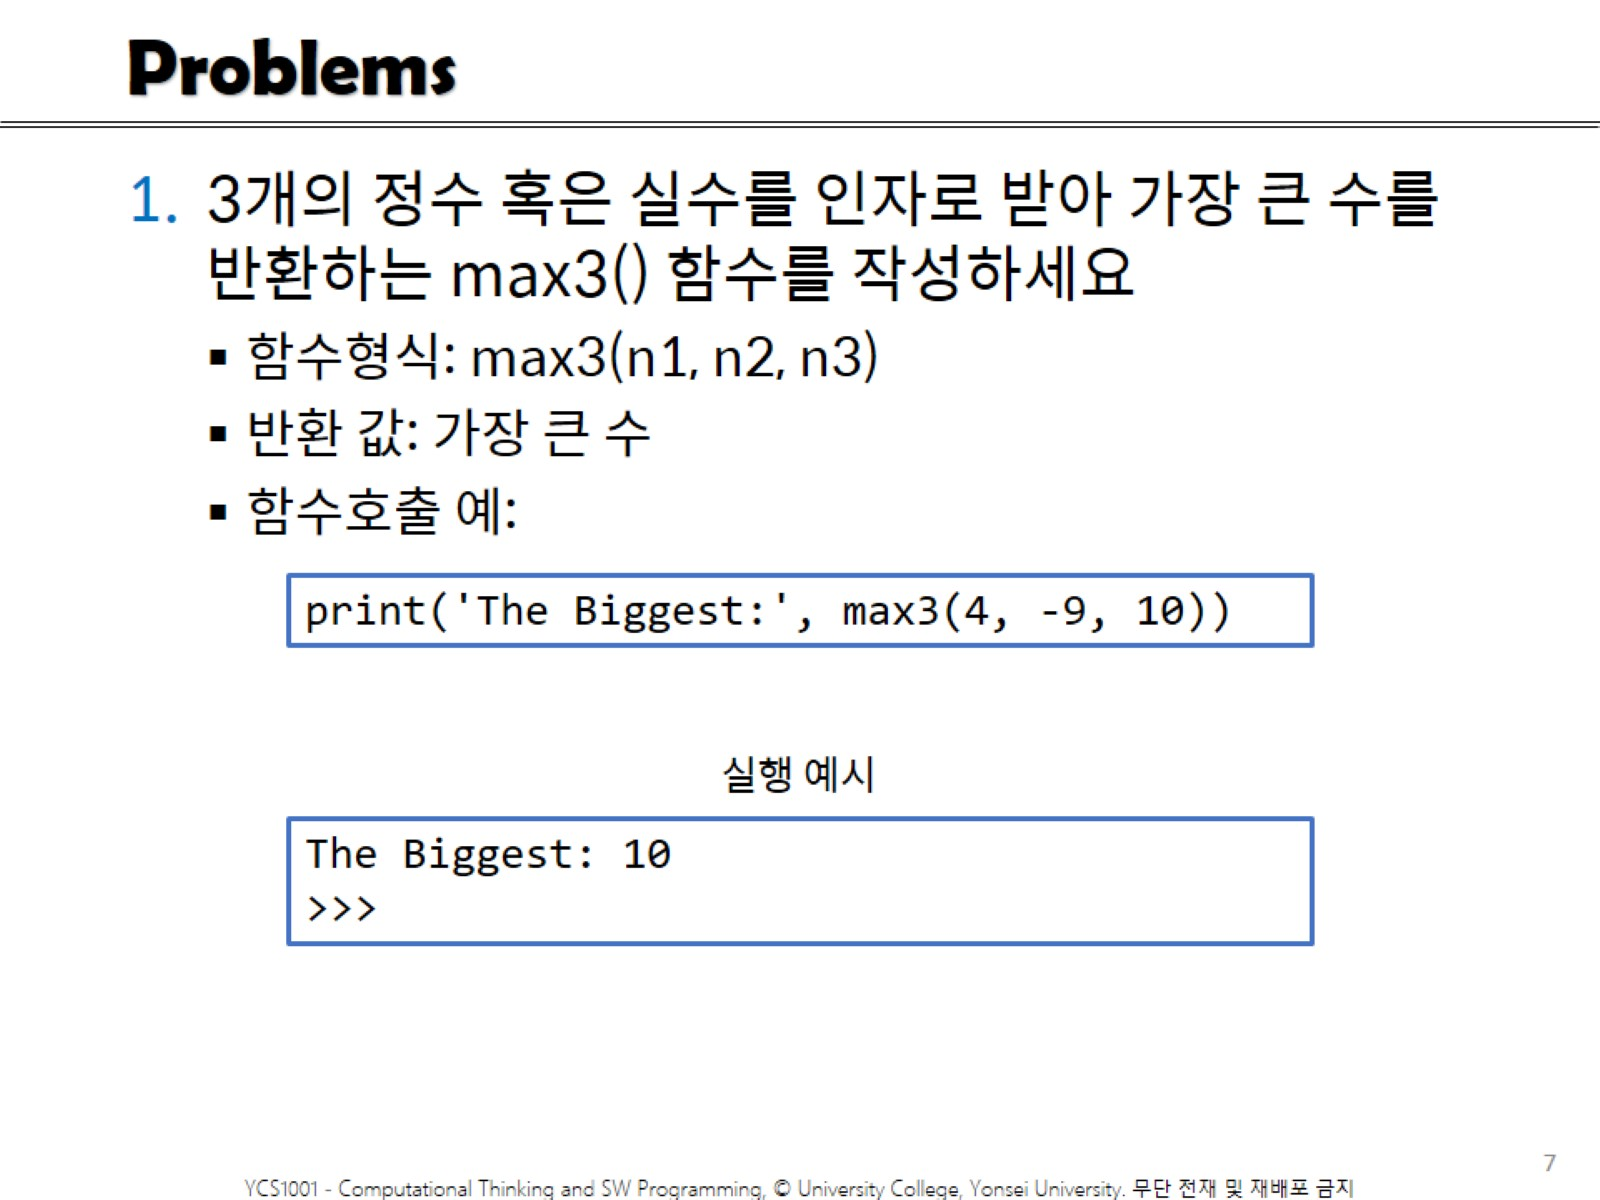 Problems
1. 3개의 정수 혹은 실수를 인자로 받아 가장 큰 수를
반환하는 max3() 함수를 작성하세요
▪ 함수형식: max3(n1, n2, n3)
▪ 반환 값: 가장 큰 수
▪ 함수호출 예:
print('The Biggest:', max3(4, -9, 10))
실행 예시
The Biggest: 10
>>>
7
YCS1001 - Computational Thinking and SW Programming, © University College, Yonsei University. 무단 전재 및 재배포 금지